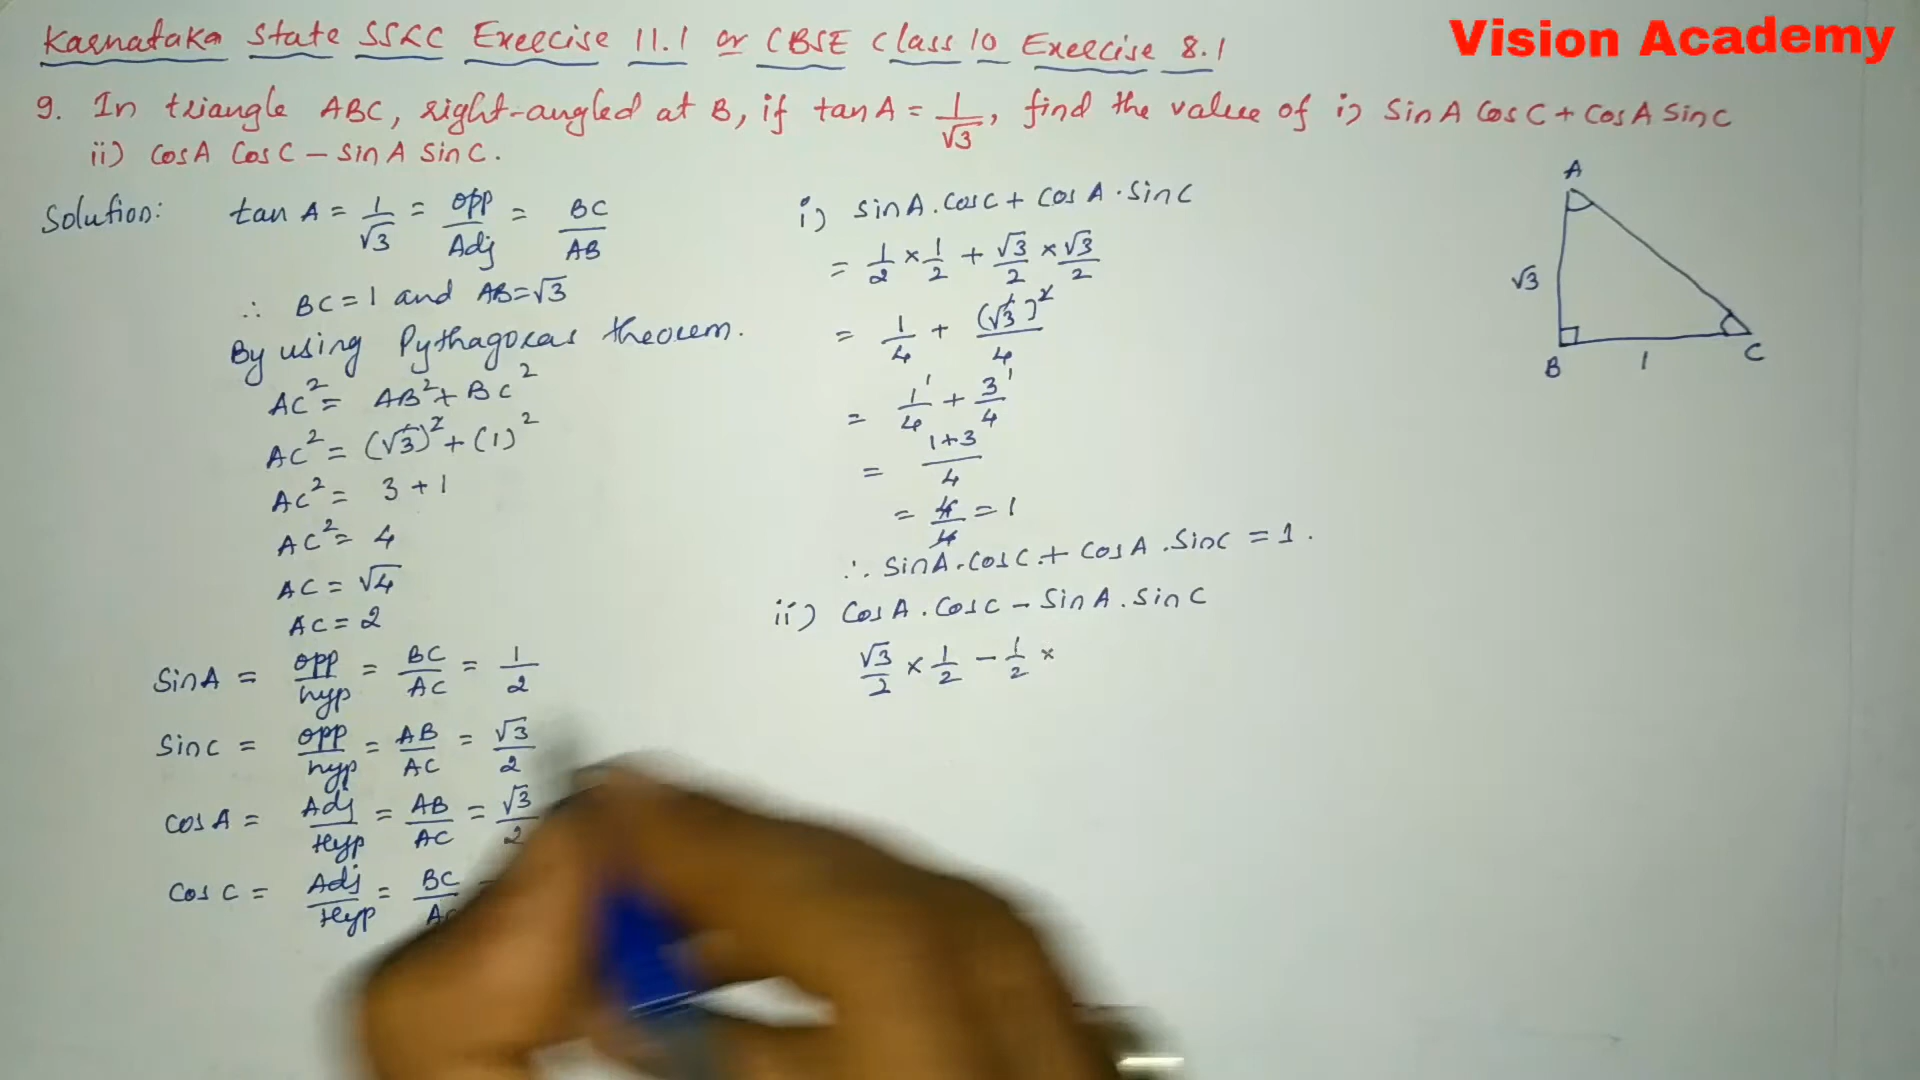 Karnataka State SSLC Exercise 11.1 or CBSE Class 10 Exercise 8.1
Vision Academy
9. In triangle ABC, right-angled at B, if tan A = 1/√3, find the value of i) Sin A Cos C + Cos A Sin C
ii) Cos A Cos C - Sin A Sin C.
Solution: tan A = 1/√3 = opp/Adj = BC/AB
∴ BC = 1 and AB = √3
By using Pythagoras theorem.
AC² = AB² + BC²
AC² = (√3)² + (1)²
AC² = 3 + 1
AC² = 4
AC = √4
AC = 2
Sin A = opp/hyp = BC/AC = 1/2
Sin C = opp/hyp = AB/AC = √3/2
Cos A = Adj/Hyp = AB/AC = √3/2
Cos C = Adj/Hyp = BC/AC
i) Sin A . Cos C + Cos A . Sin C
= 1/2 × 1/2 + √3/2 × √3/2
= 1/4 + (√3)²/4
= 1/4 + 3/4
= 1+3/4
= 4/4 = 1
∴ Sin A . Cos C + Cos A . Sin C = 1.
ii) Cos A . Cos C - Sin A . Sin C
√3/2 × 1/2 - 1/2 ×
A
√3
B
1
C